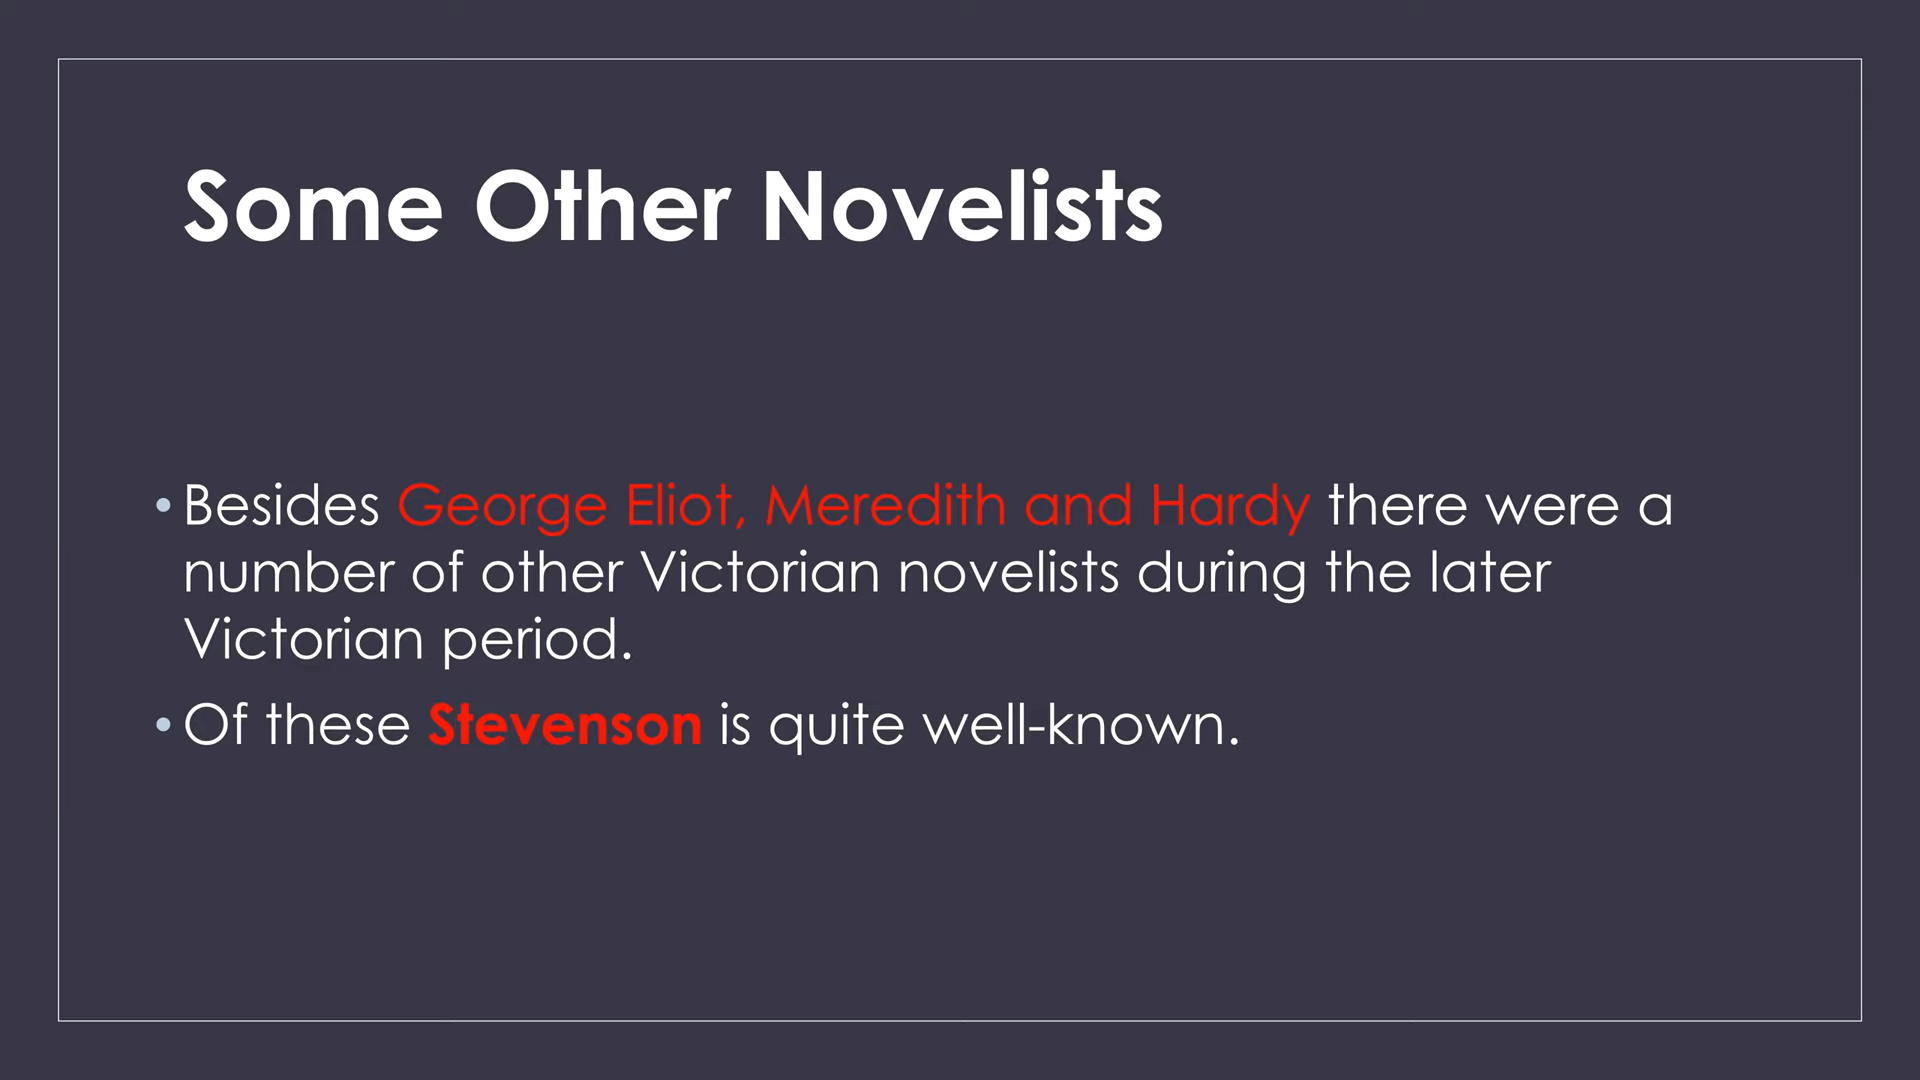 Some Other Novelists
• Besides George Eliot, Meredith and Hardy there were a
number of other Victorian novelists during the later
Victorian period.
• Of these Stevenson is quite well-known.